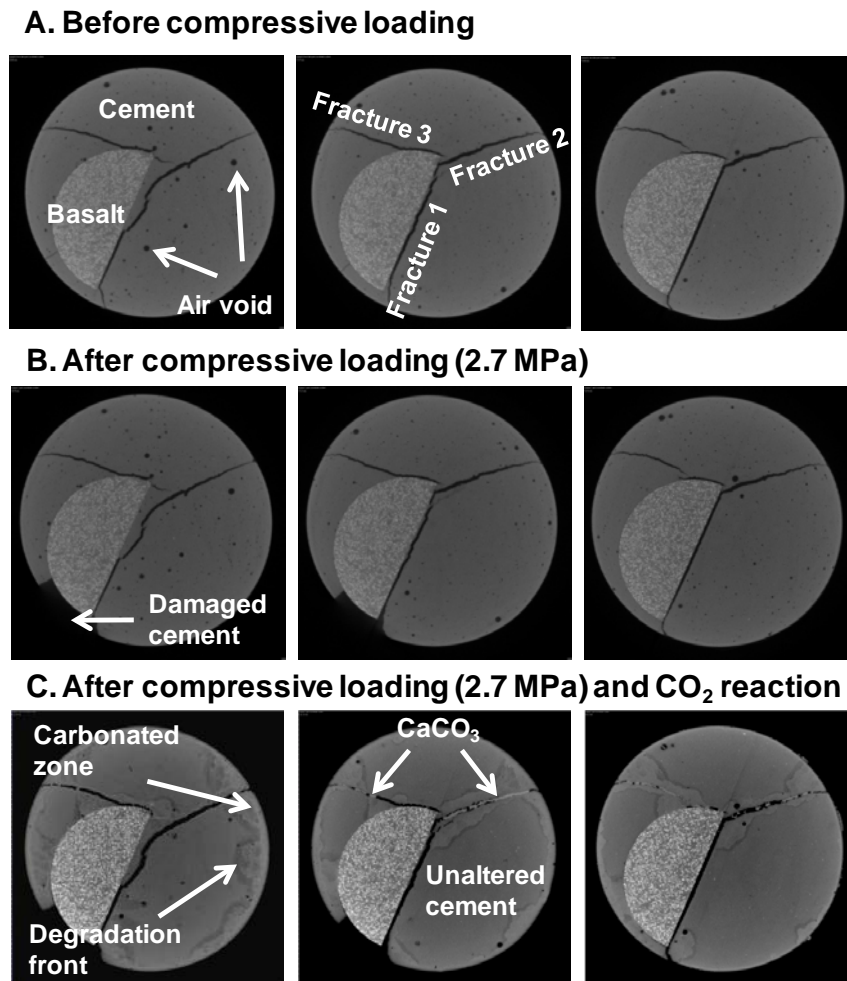 A. Before compressive loading
Cement
Basalt
Air void
Fracture 3
Fracture 2
Fracture 1
B. After compressive loading (2.7 MPa)
Damaged
cement
C. After compressive loading (2.7 MPa) and CO₂ reaction
Carbonated
zone
Degradation
front
CaCO₃
Unaltered
cement